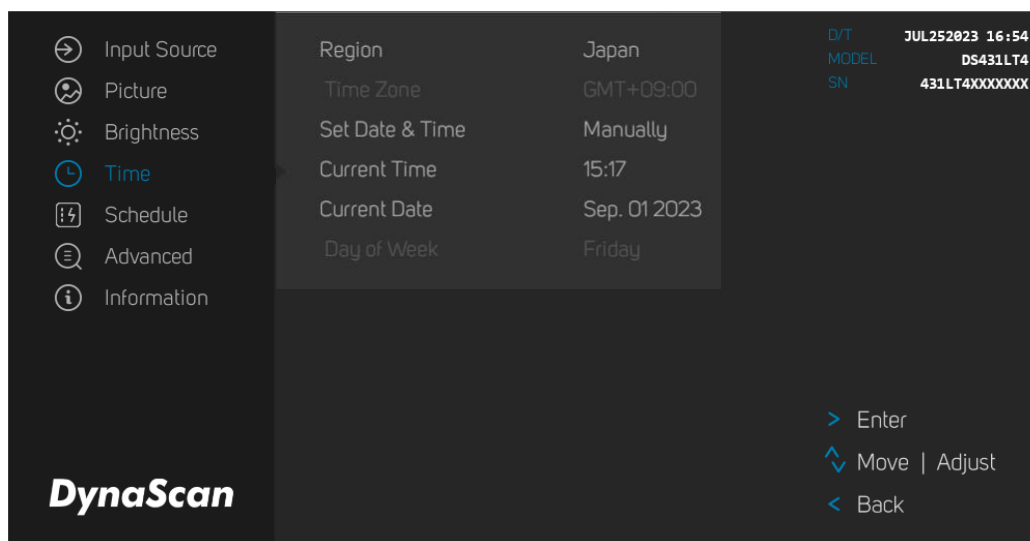 Input Source
Picture
Brightness
Time
Schedule
Advanced
Information
DynaScan
Region Japan
Time Zone GMT+09:00
Set Date & Time Manually
Current Time 15:17
Current Date Sep. 01 2023
Day of Week Friday
D/T JUL252023 16:54
MODEL DS431LT4
SN 431LT4XXXXXXX
> Enter
Move | Adjust
< Back